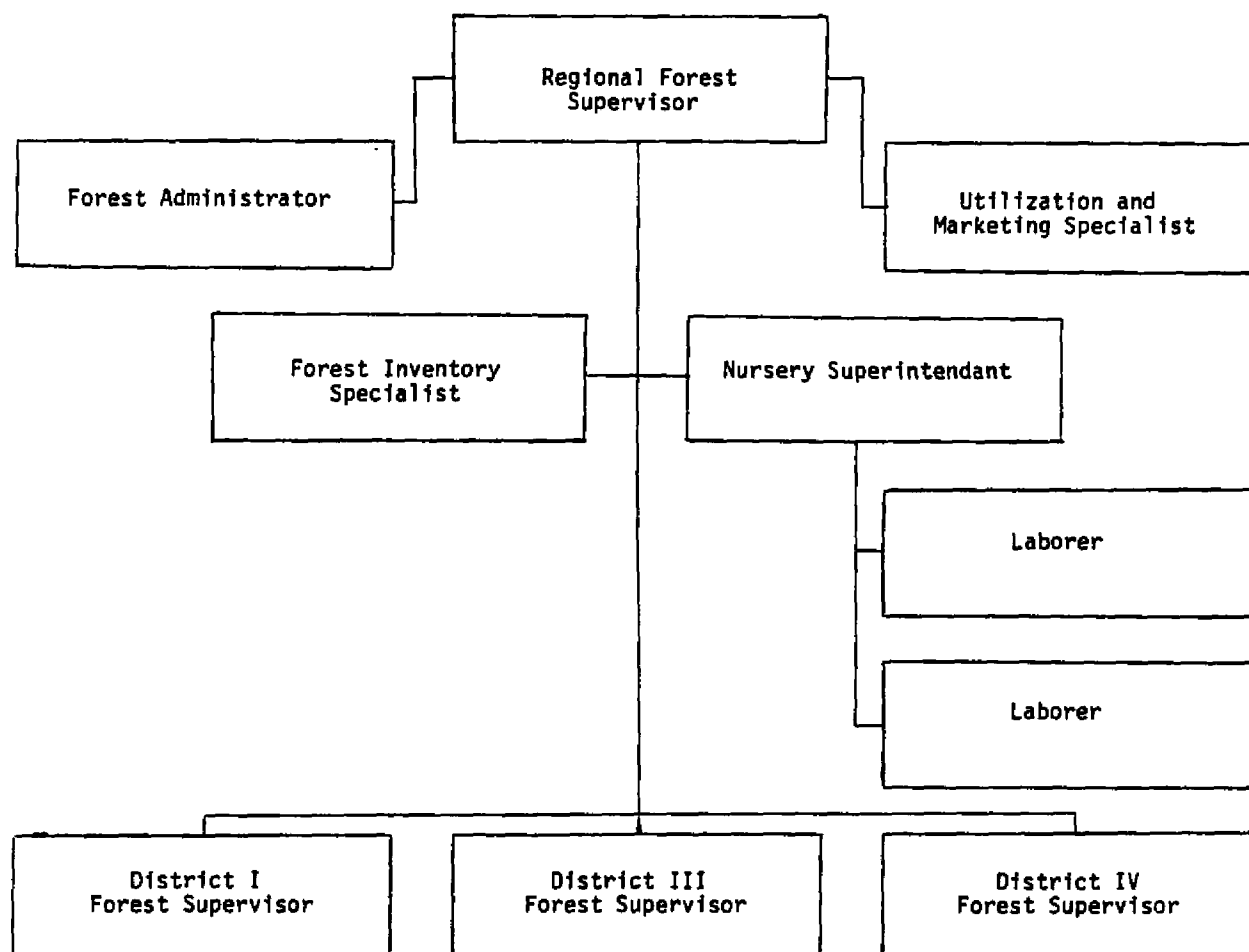 Regional Forest
Supervisor
Forest Administrator
Utilization and
Marketing Specialist
Forest Inventory
Specialist
Nursery Superintendant
Laborer
Laborer
District I
Forest Supervisor
District III
Forest Supervisor
District IV
Forest Supervisor